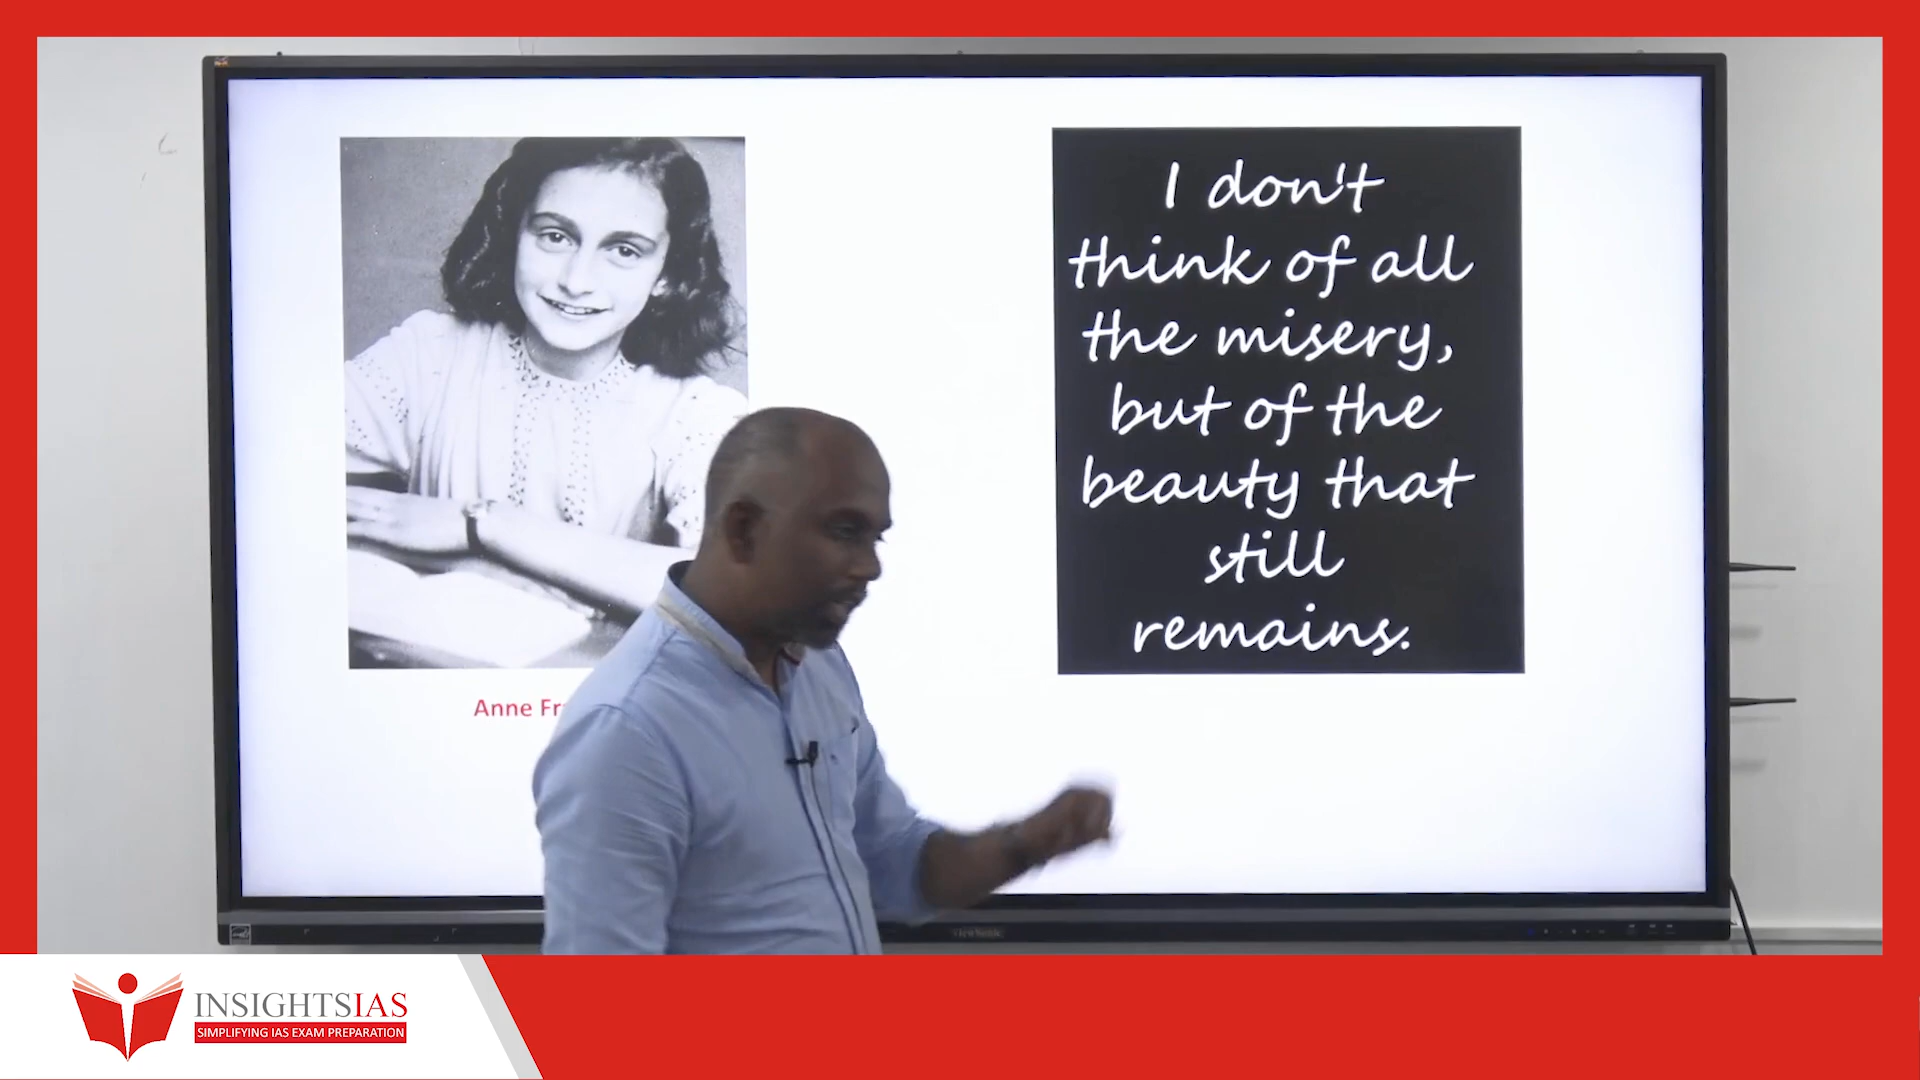 I don't
think of all
the misery,
but of the
beauty that
still
remains.
Anne
INSIGHTSIAS
SIMPLIFYING IAS EXAM PREPARATION